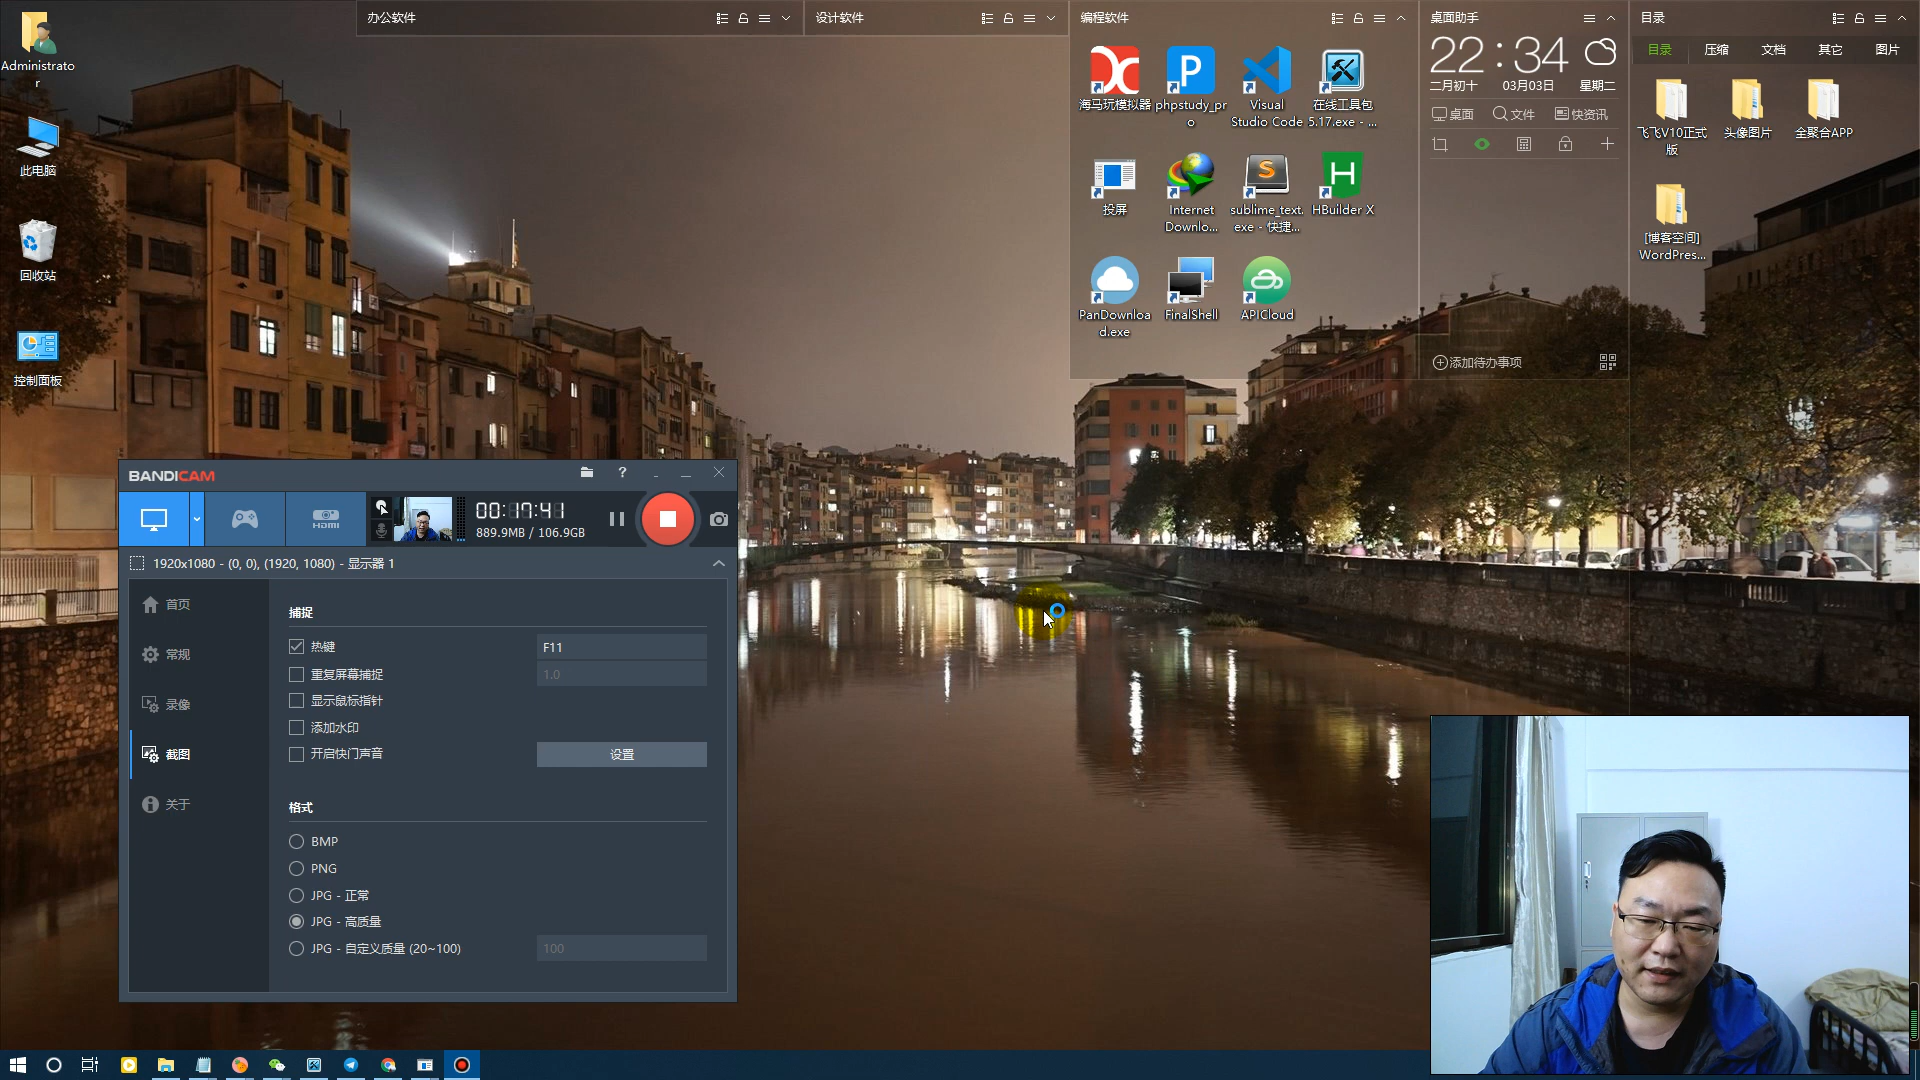 办公软件
设计软件
编程软件
桌面助手
目录
Administrato
r
此电脑
回收站
控制面板
海马玩模拟器
phpstudy_pr
o
Visual
Studio Code
在线工具包
5.17.exe - ...
投屏
Internet
Downlo...
sublime_text.
exe - 快捷...
HBuilder X
PanDownloa
d.exe
FinalShell
APICloud
22:34
二月初十
03月03日
星期二
桌面
文件
快资讯
添加待办事项
目录
压缩
文档
其它
图片
飞飞V10正式
版
头像图片
全聚合APP
[博客空间]
WordPres...
BANDICAM
?
HDMI
00:17:41
889.9MB / 106.9GB
1920x1080 - (0, 0), (1920, 1080) - 显示器 1
首页
常规
录像
截图
关于
捕捉
热键
F11
重复屏幕捕捉
1.0
显示鼠标指针
添加水印
开启快门声音
设置
格式
BMP
PNG
JPG - 正常
JPG - 高质量
JPG - 自定义质量 (20~100)
100